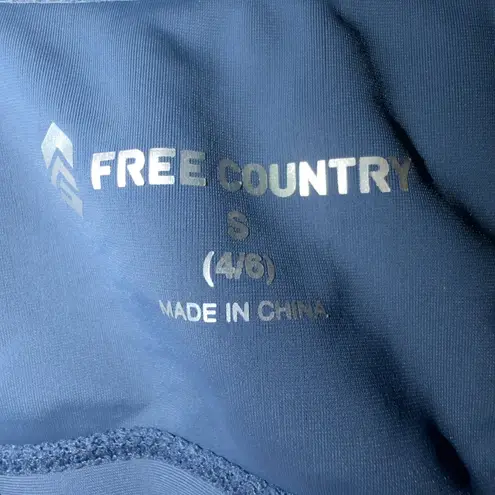 FREE COUNTRY
S
(4/6)
MADE IN CHINA